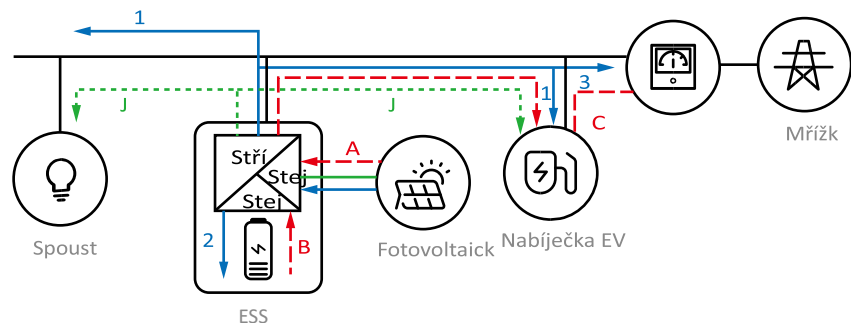 1
J
J
1
3
C
Mřížk
Stří
Stej
Stej
A
2
B
Spoust
Fotovoltaick
Nabíječka EV
ESS